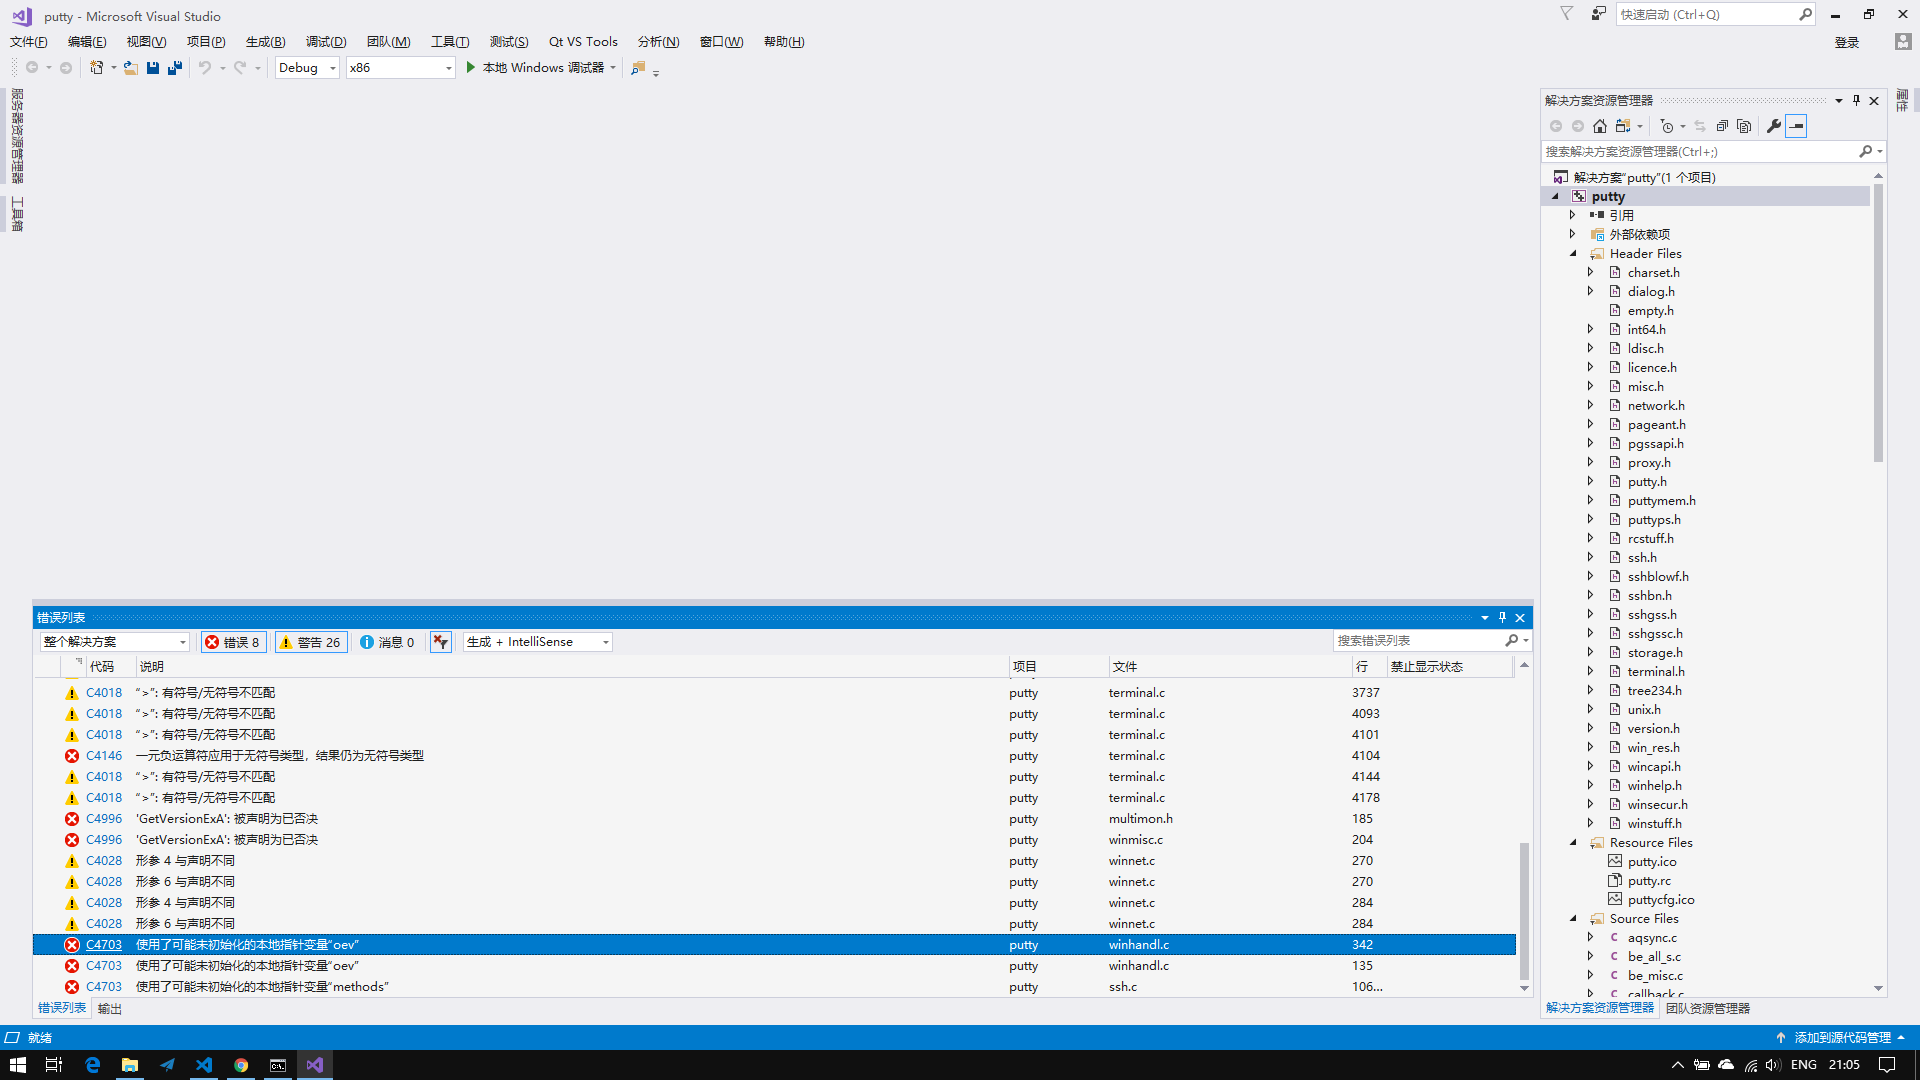 putty - Microsoft Visual Studio
快速启动 (Ctrl+Q)
文件(F) 编辑(E) 视图(V) 项目(P) 生成(B) 调试(D) 团队(M) 工具(T) 测试(S) Qt VS Tools 分析(N) 窗口(W) 帮助(H)
登录
Debug x86 本地 Windows 调试器
服务器资源管理器
工具箱
属性
解决方案资源管理器
搜索解决方案资源管理器(Ctrl+;)
解决方案“putty”(1 个项目)
putty
引用
外部依赖项
Header Files
charset.h
dialog.h
empty.h
int64.h
ldisc.h
licence.h
misc.h
network.h
pageant.h
pgssapi.h
proxy.h
putty.h
puttymem.h
puttyps.h
rcstuff.h
ssh.h
sshblowf.h
sshbn.h
sshgss.h
sshgssc.h
storage.h
terminal.h
tree234.h
unix.h
version.h
win_res.h
wincapi.h
winhelp.h
winsecur.h
winstuff.h
Resource Files
putty.ico
putty.rc
puttycfg.ico
Source Files
aqsync.c
be_all_s.c
be_misc.c
callback.c
解决方案资源管理器 团队资源管理器
错误列表
整个解决方案 错误 8 警告 26 消息 0 生成 + IntelliSense 搜索错误列表
代码 说明 项目 文件 行 禁止显示状态
C4018 “>”: 有符号/无符号不匹配 putty terminal.c 3737
C4018 “>”: 有符号/无符号不匹配 putty terminal.c 4093
C4018 “>”: 有符号/无符号不匹配 putty terminal.c 4101
C4146 一元负运算符应用于无符号类型，结果仍为无符号类型 putty terminal.c 4104
C4018 “>”: 有符号/无符号不匹配 putty terminal.c 4144
C4018 “>”: 有符号/无符号不匹配 putty terminal.c 4178
C4996 'GetVersionExA': 被声明为已否决 putty multimon.h 185
C4996 'GetVersionExA': 被声明为已否决 putty winmisc.c 204
C4028 形参 4 与声明不同 putty winnet.c 270
C4028 形参 6 与声明不同 putty winnet.c 270
C4028 形参 4 与声明不同 putty winnet.c 284
C4028 形参 6 与声明不同 putty winnet.c 284
C4703 使用了可能未初始化的本地指针变量“oev” putty winhandl.c 342
C4703 使用了可能未初始化的本地指针变量“oev” putty winhandl.c 135
C4703 使用了可能未初始化的本地指针变量“methods” putty ssh.c 106...
错误列表 输出
就绪 添加到源代码管理
ENG 21:05